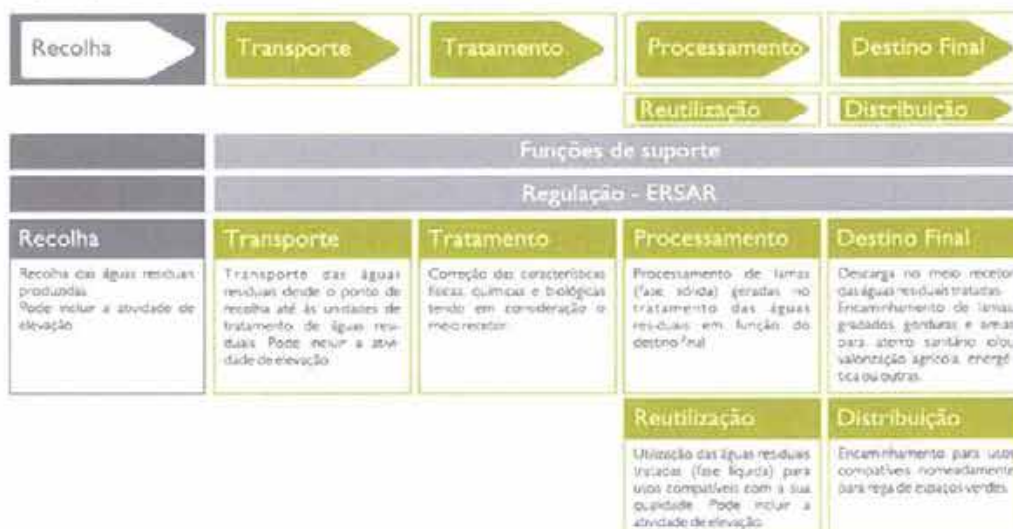 Recolha
Transporte
Tratamento
Processamento
Destino Final
Reutilização
Distribuição
Funções de suporte
Regulação - ERSAR
Recolha
Recolha das águas residuais
produzidas.
Pode incluir a atividade de
elevação
Transporte
Transporte das águas
residuais desde o ponto de
recolha até às unidades de
tratamento de águas resi-
duais. Pode incluir a ativi-
dade de elevação
Tratamento
Correção das características
físicas, químicas e biológicas
tendo em consideração o
meio recetor
Processamento
Processamento de lamas
(fase sólida) geradas no
tratamento das águas
residuais em função do
destino final
Destino Final
Descarga no meio recetor
das águas residuais tratadas.
Encaminhamento de lamas,
gradados, gorduras e areias
para aterro sanitário e/ou
valorização agrícola, energé-
tica ou outras.
Reutilização
Utilização das águas residuais
tratadas (fase líquida) para
usos compatíveis com a sua
qualidade. Pode incluir a
atividade de elevação
Distribuição
Encaminhamento para usos
compatíveis nomeadamente
para rega de espaços verdes.